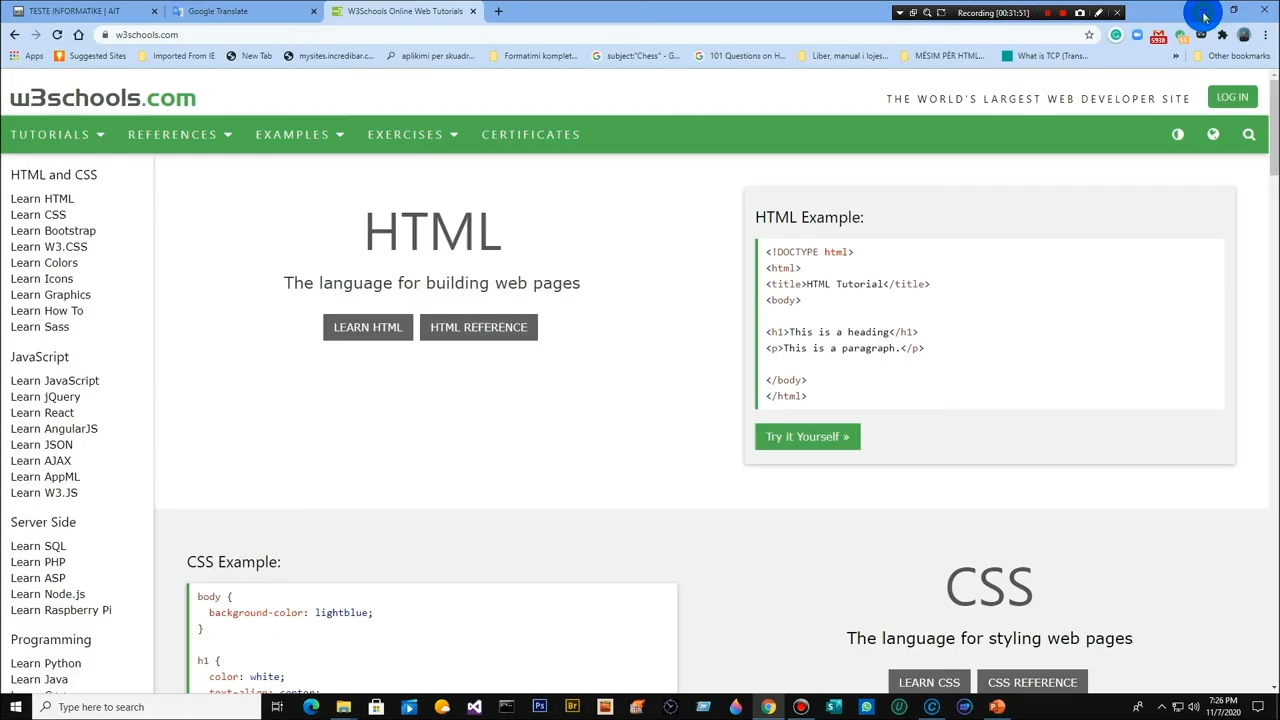 TESTE INFORMATIKE | AIT
Google Translate
W3Schools Online Web Tutorials
Recording [00:31:51]
w3schools.com
Apps
Suggested Sites
Imported From IE
New Tab
mysites.incredibar.c...
aplikimi per skuadr...
Formatimi komplet...
subject:"Chess" - G...
101 Questions on H...
Liber, manual i lojes...
MËSIM PËR HTML...
What is TCP (Trans...
»
Other bookmarks
w3schools.com
THE WORLD'S LARGEST WEB DEVELOPER SITE
LOG IN
TUTORIALS
REFERENCES
EXAMPLES
EXERCISES
CERTIFICATES
HTML and CSS
Learn HTML
Learn CSS
Learn Bootstrap
Learn W3.CSS
Learn Colors
Learn Icons
Learn Graphics
Learn How To
Learn Sass
JavaScript
Learn JavaScript
Learn jQuery
Learn React
Learn AngularJS
Learn JSON
Learn AJAX
Learn AppML
Learn W3.JS
Server Side
Learn SQL
Learn PHP
Learn ASP
Learn Node.js
Learn Raspberry Pi
Programming
Learn Python
Learn Java
HTML
The language for building web pages
LEARN HTML
HTML REFERENCE
HTML Example:
<!DOCTYPE html>
<html>
<title>HTML Tutorial</title>
<body>
<h1>This is a heading</h1>
<p>This is a paragraph.</p>
</body>
</html>
Try it Yourself »
CSS Example:
body {
background-color: lightblue;
}
h1 {
color: white;
text-align: center;
CSS
The language for styling web pages
LEARN CSS
CSS REFERENCE
Type here to search
7:26 PM
11/7/2020